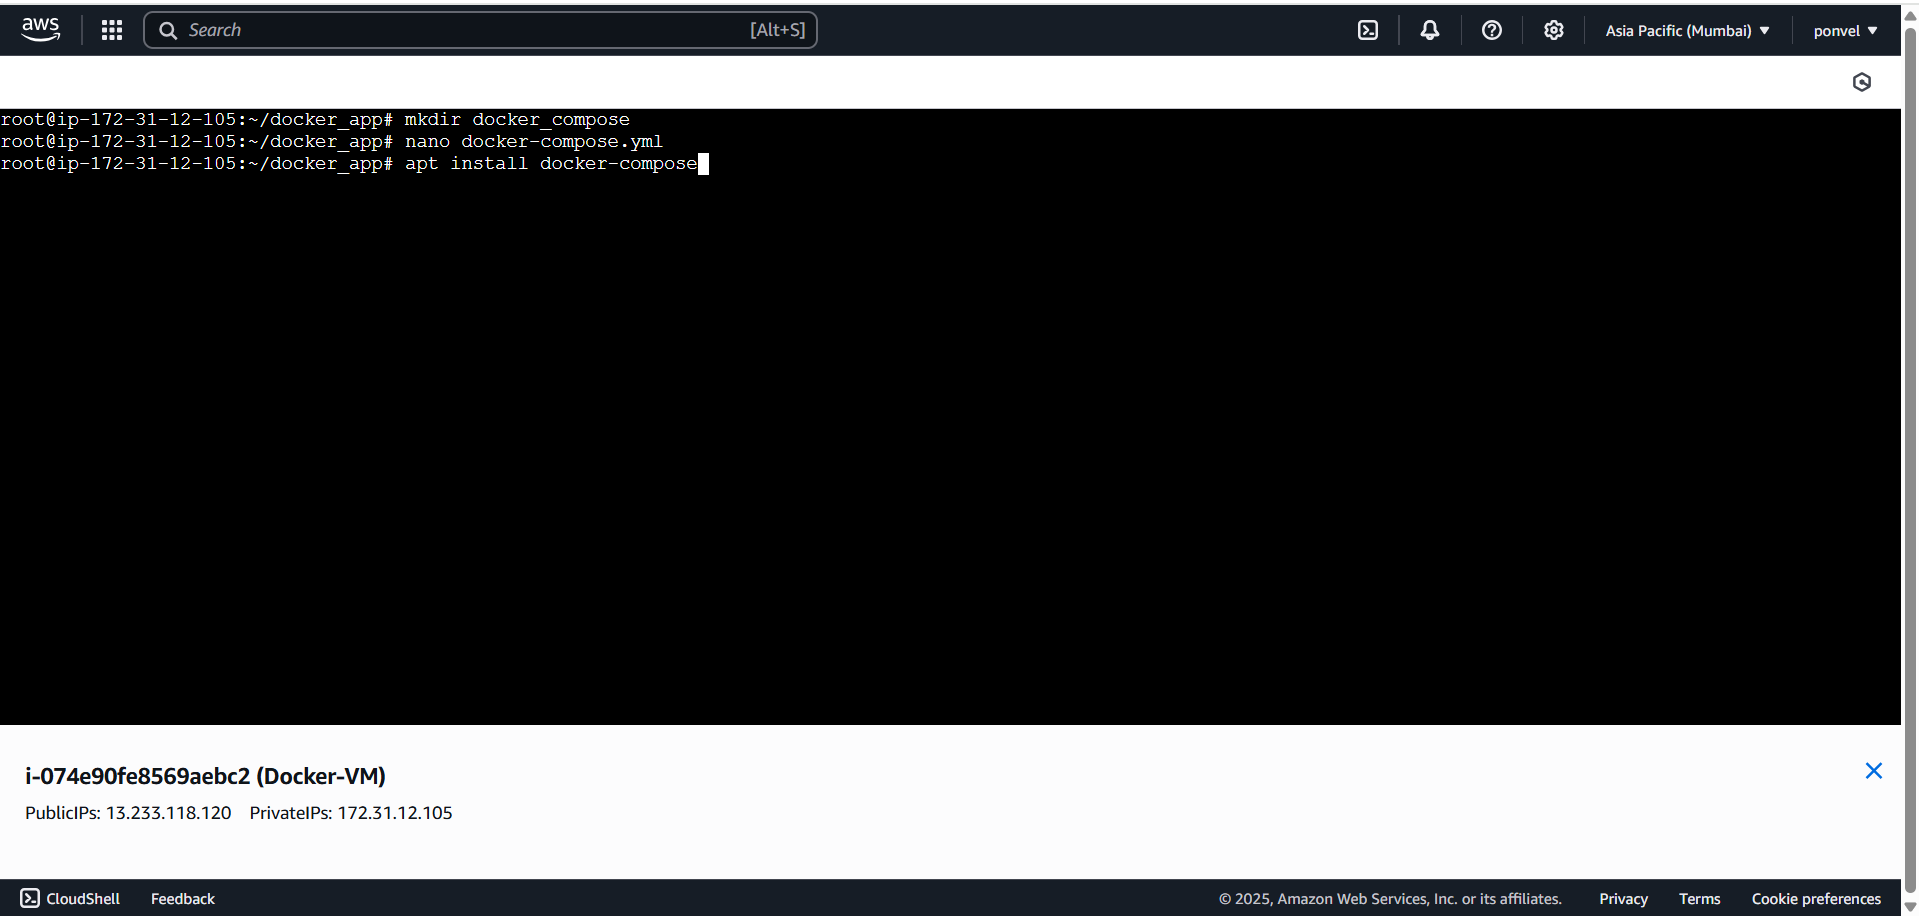 aws Search [Alt+S] Asia Pacific (Mumbai) ponvel
root@ip-172-31-12-105:~/docker_app# mkdir docker_compose
root@ip-172-31-12-105:~/docker_app# nano docker-compose.yml
root@ip-172-31-12-105:~/docker_app# apt install docker-compose
i-074e90fe8569aebc2 (Docker-VM)
PublicIPs: 13.233.118.120 PrivateIPs: 172.31.12.105
CloudShell Feedback © 2025, Amazon Web Services, Inc. or its affiliates. Privacy Terms Cookie preferences